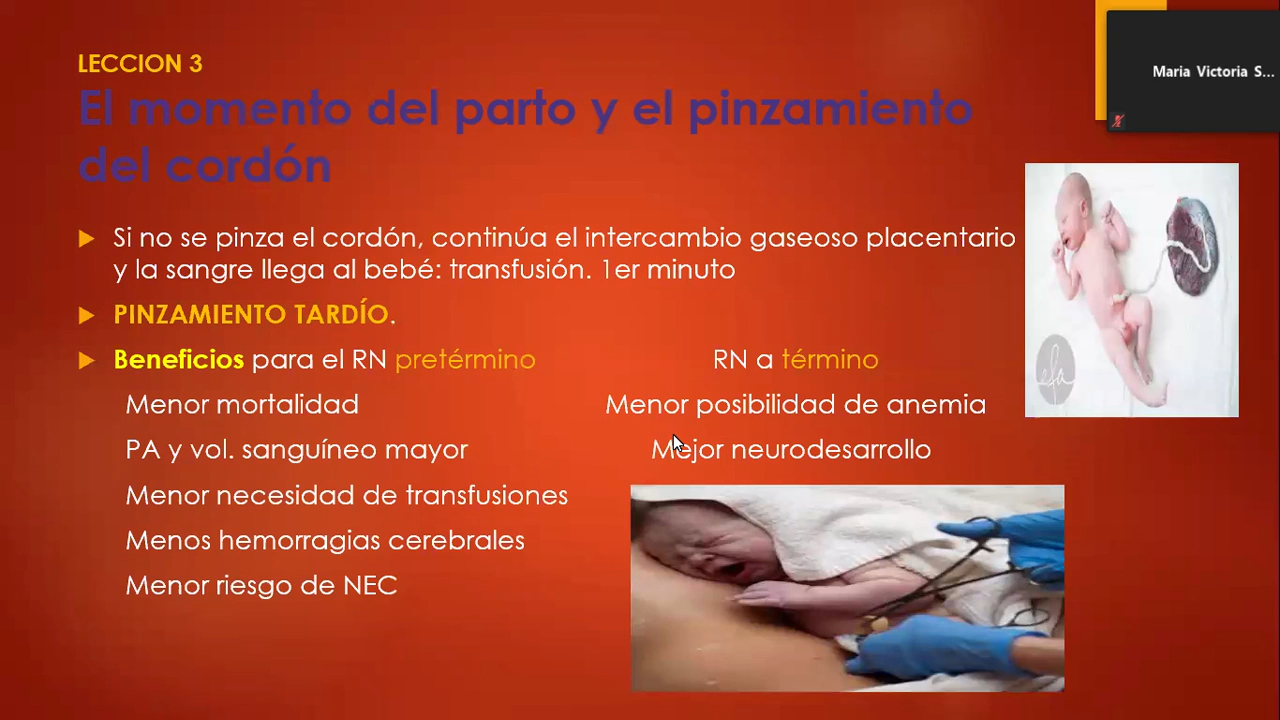 LECCION 3
El momento del parto y el pinzamiento
del cordón
Maria Victoria S...
Si no se pinza el cordón, continúa el intercambio gaseoso placentario
y la sangre llega al bebé: transfusión. 1er minuto
PINZAMIENTO TARDÍO.
Beneficios para el RN pretérmino RN a término
Menor mortalidad Menor posibilidad de anemia
PA y vol. sanguíneo mayor Mejor neurodesarrollo
Menor necesidad de transfusiones
Menos hemorragias cerebrales
Menor riesgo de NEC
efa